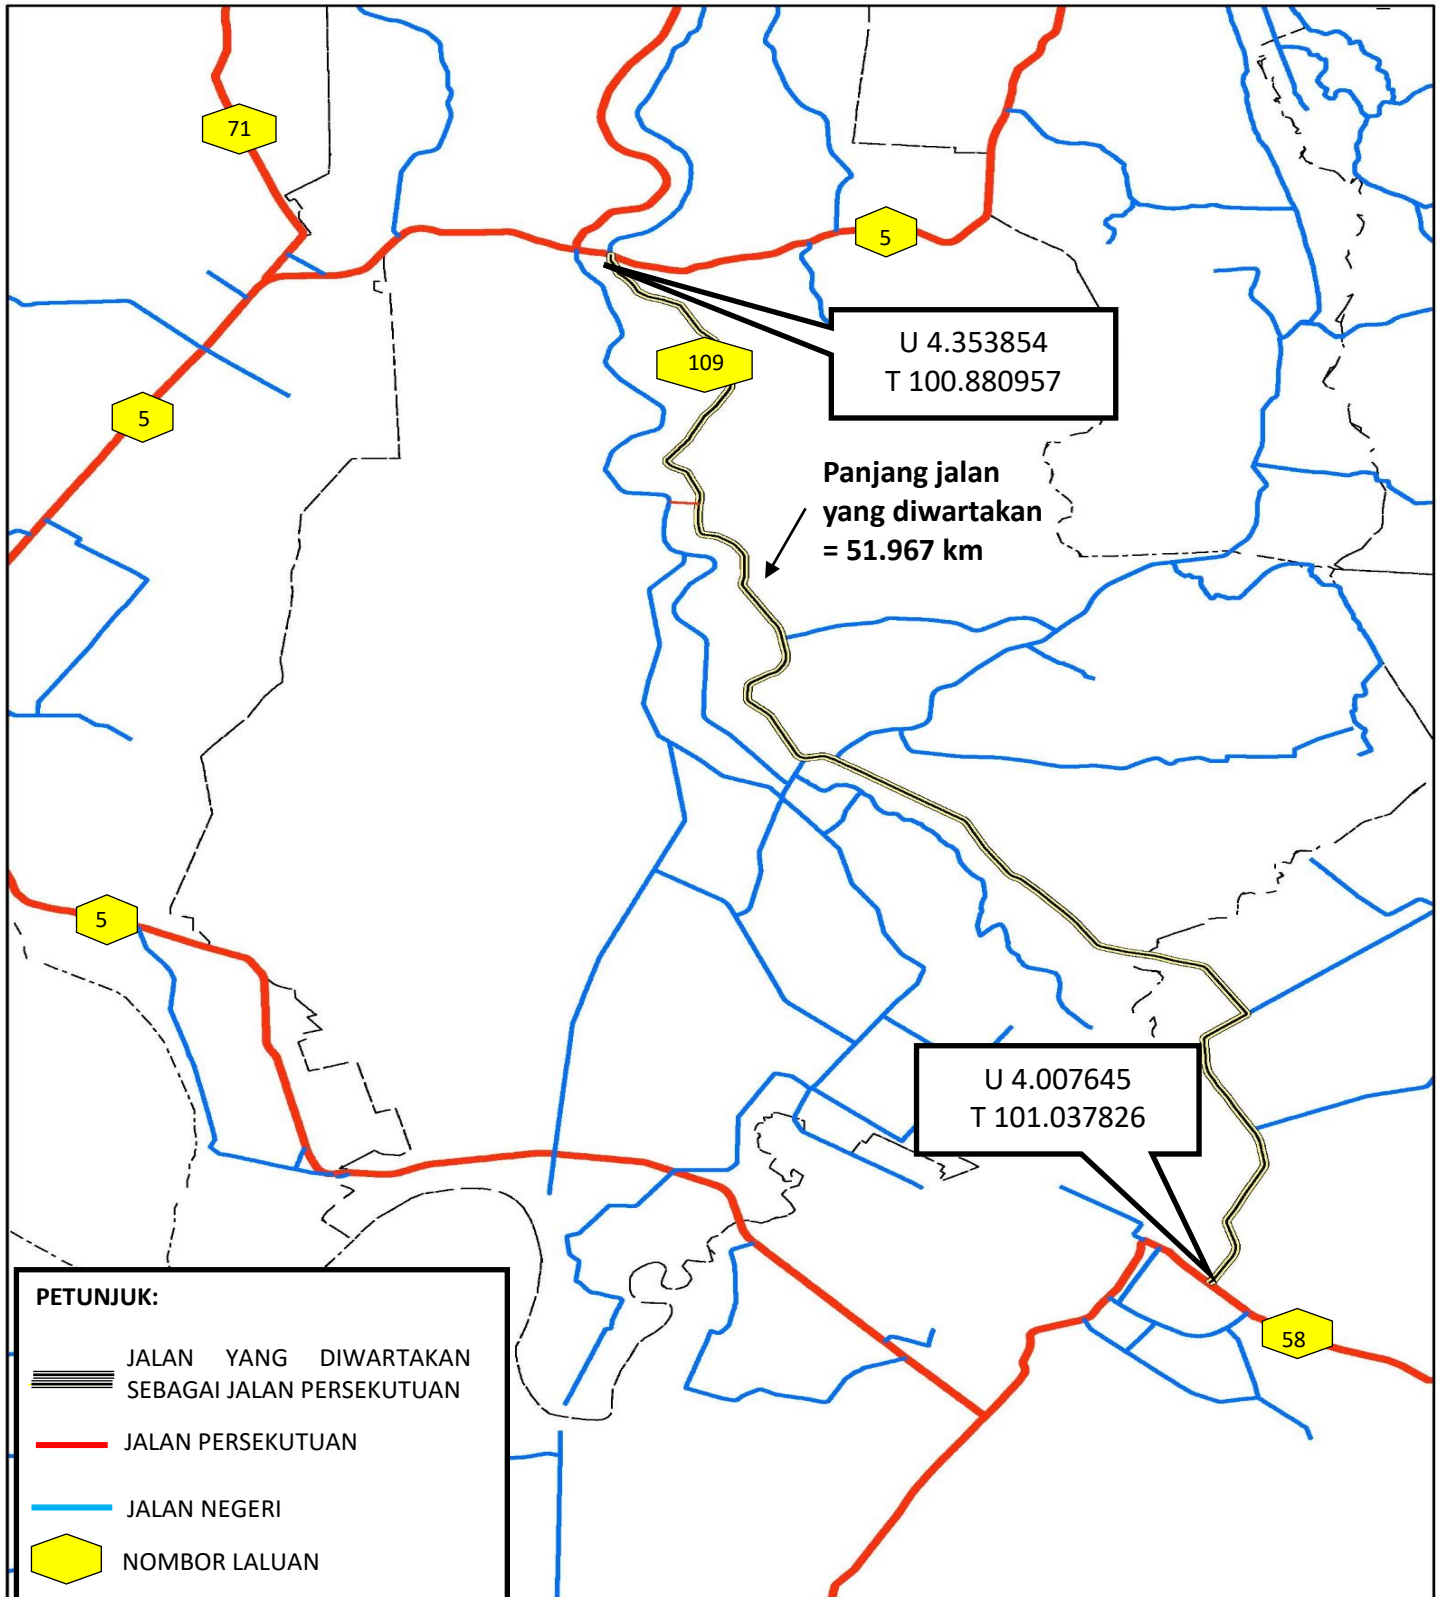 71
5
U 4.353854
T 100.880957
109
5
Panjang jalan
yang diwartakan
= 51.967 km
5
U 4.007645
T 101.037826
58
PETUNJUK:
JALAN YANG DIWARTAKAN
SEBAGAI JALAN PERSEKUTUAN
JALAN PERSEKUTUAN
JALAN NEGERI
NOMBOR LALUAN